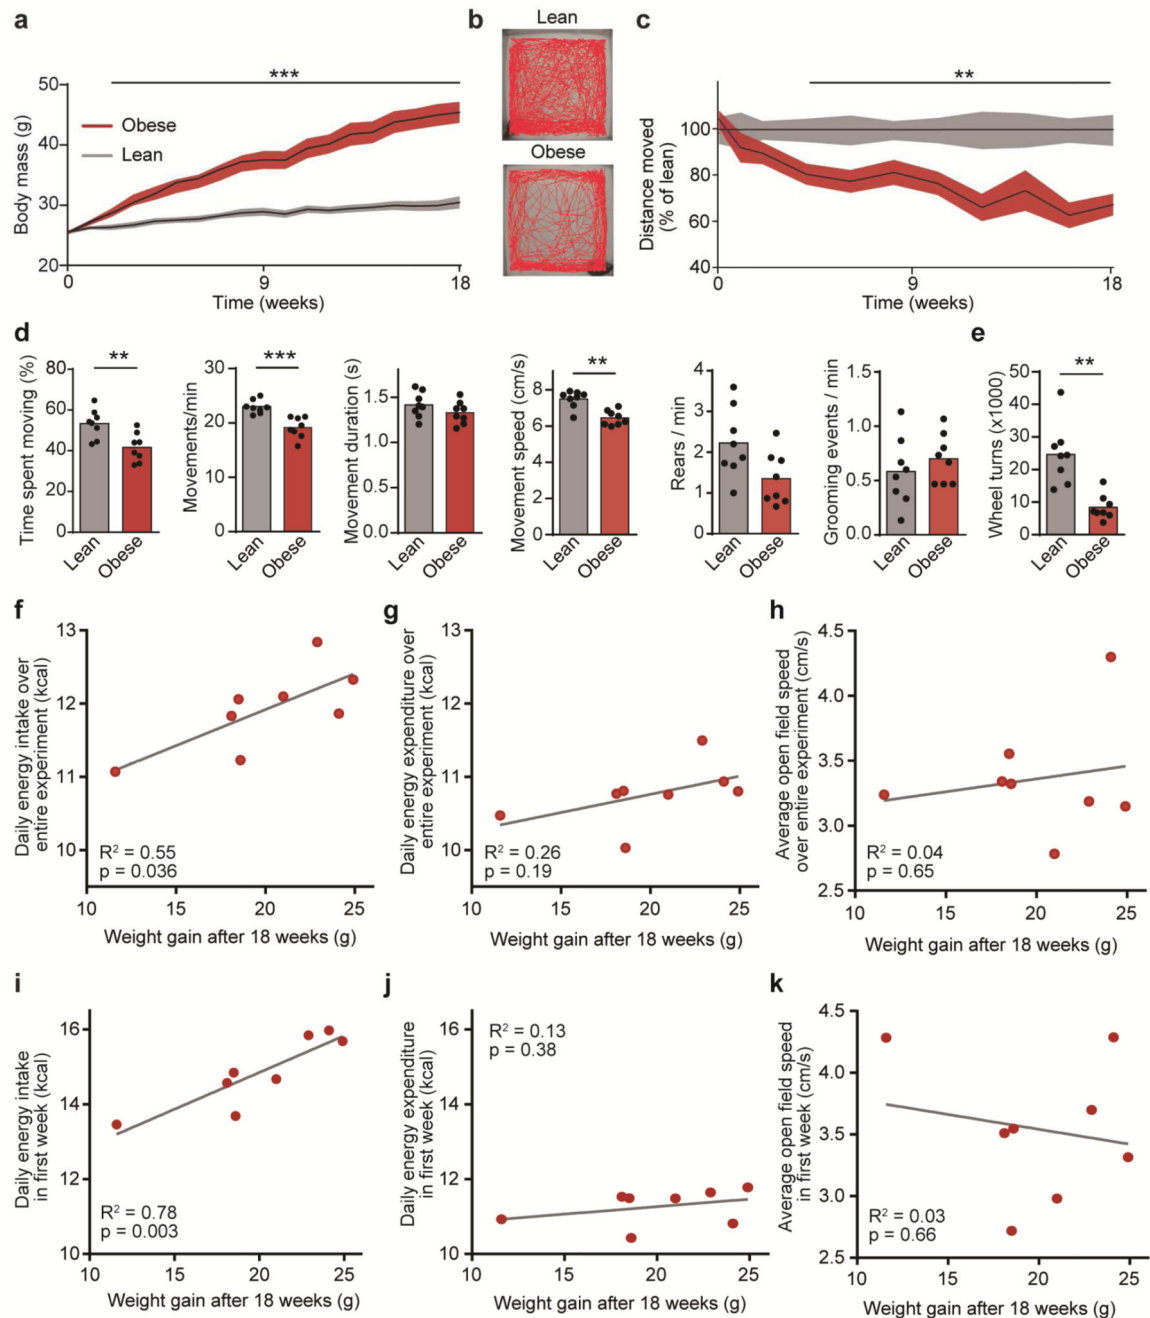 a
***
50
40
30
20
Body mass (g)
Obese
Lean
0
9
18
Time (weeks)
b
Lean
Obese
c
**
100
80
60
40
Distance moved
(% of lean)
0
9
18
Time (weeks)
d
Time spent moving (%)
80
60
40
20
0
**
Lean
Obese
Movements/min
30
20
10
0
***
Lean
Obese
Movement duration (s)
1.5
1.0
0.5
0.0
Lean
Obese
Movement speed (cm/s)
8
6
4
2
0
**
Lean
Obese
Rears / min
4
3
2
1
0
Lean
Obese
Grooming events / min
1.5
1.0
0.5
0.0
Lean
Obese
e
Wheel turns (x1000)
50
40
30
20
10
0
**
Lean
Obese
f
Daily energy intake over
entire experiment (kcal)
13
12
11
10
R² = 0.55
p = 0.036
10
15
20
25
Weight gain after 18 weeks (g)
g
Daily energy expenditure over
entire experiment (kcal)
13
12
11
10
R² = 0.26
p = 0.19
10
15
20
25
Weight gain after 18 weeks (g)
h
Average open field speed
over entire experiment (cm/s)
4.5
4.0
3.5
3.0
2.5
R² = 0.04
p = 0.65
10
15
20
25
Weight gain after 18 weeks (g)
i
Daily energy intake
in first week (kcal)
16
14
12
10
R² = 0.78
p = 0.003
10
15
20
25
Weight gain after 18 weeks (g)
j
Daily energy expenditure
in first week (kcal)
16
14
12
10
R² = 0.13
p = 0.38
10
15
20
25
Weight gain after 18 weeks (g)
k
Average open field speed
in first week (cm/s)
4.5
4.0
3.5
3.0
2.5
R² = 0.03
p = 0.66
10
15
20
25
Weight gain after 18 weeks (g)